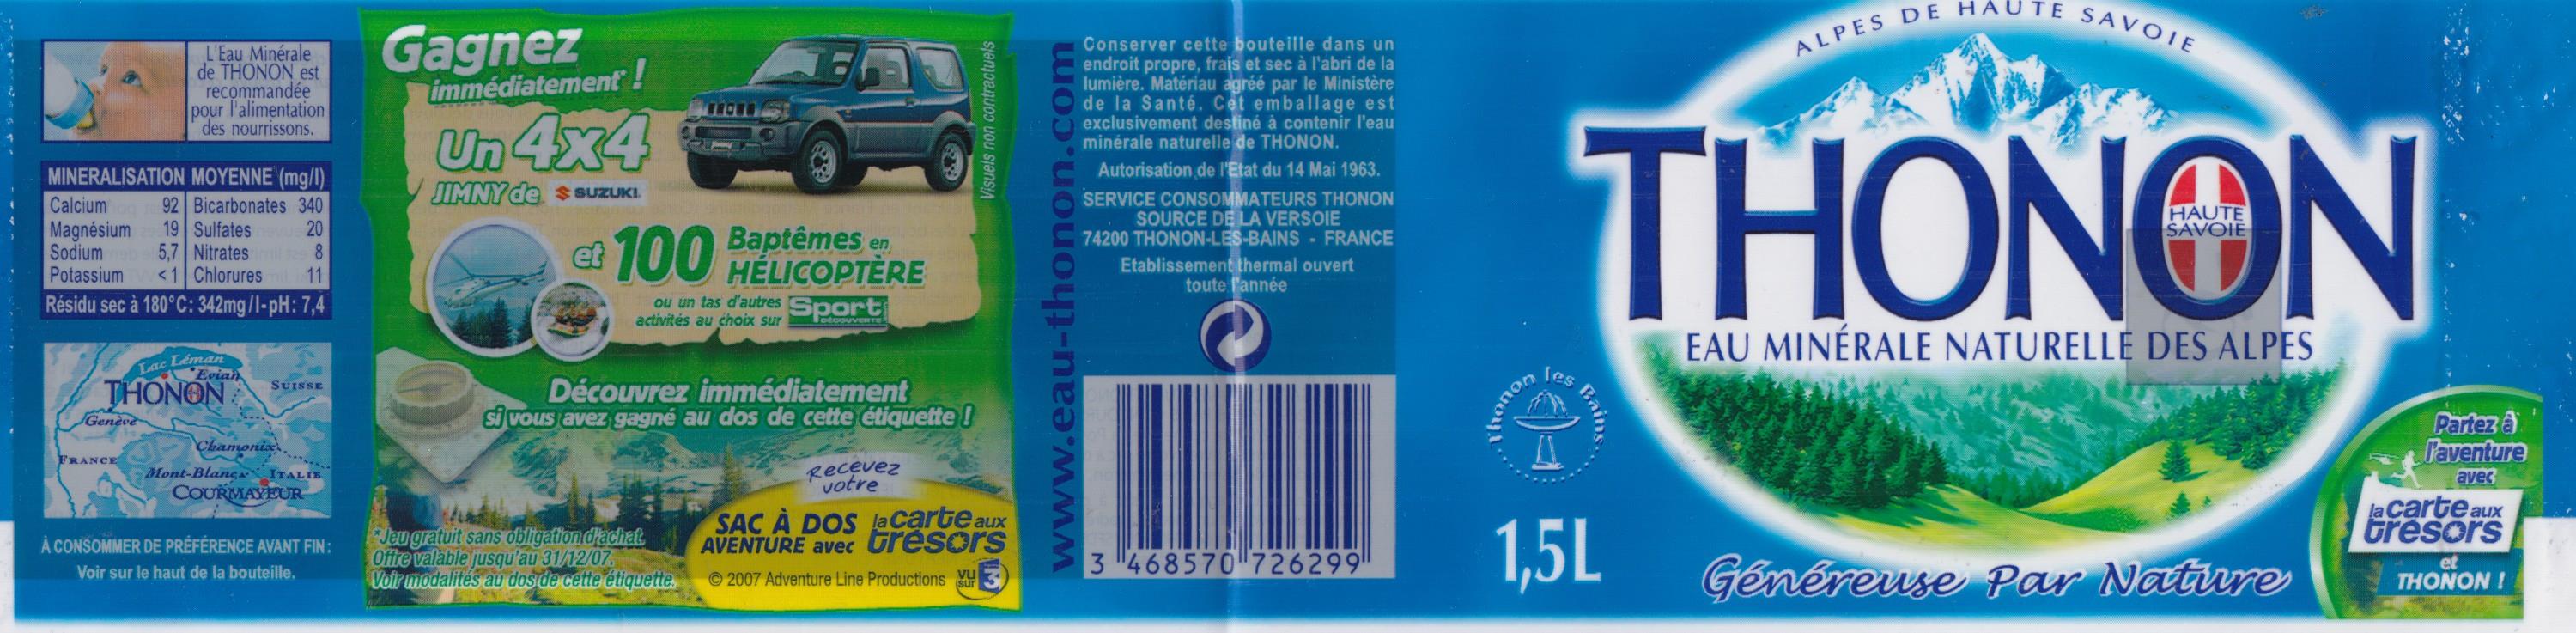 L'Eau Minérale
de THONON est
recommandée
pour l'alimentation
des nourrissons.
MINERALISATION MOYENNE (mg/l)
Calcium 92 Bicarbonates 340
Magnésium 19 Sulfates 20
Sodium 5,7 Nitrates 8
Potassium <1 Chlorures 11
Résidu sec à 180°C: 342mg/l-pH: 7,4
Lac Léman
Evian
THONON
SUISSE
Genève
Chamonix
FRANCE
Mont-Blanc
ITALIE
COURMAYEUR
À CONSOMMER DE PRÉFÉRENCE AVANT FIN:
Voir sur le haut de la bouteille.
Gagnez
immédiatement* !
Un 4x4
JIMNY de SUZUKI
et 100 Baptêmes en
HÉLICOPTÈRE
ou un tas d'autres
activités au choix sur Sport
DÉCOUVERTE
Visuels non contractuels
Découvrez immédiatement
si vous avez gagné au dos de cette étiquette !
Recevez
votre
SAC À DOS
AVENTURE avec
la carte aux
trésors
*Jeu gratuit sans obligation d'achat.
Offre valable jusqu'au 31/12/07.
Voir modalités au dos de cette étiquette.
© 2007 Adventure Line Productions
VU
sur 3
www.eau-thonon.com
Conserver cette bouteille dans un
endroit propre, frais et sec à l'abri de la
lumière. Matériau agréé par le Ministère
de la Santé. Cet emballage est
exclusivement destiné à contenir l'eau
minérale naturelle de THONON.
Autorisation de l'Etat du 14 Mai 1963.
SERVICE CONSOMMATEURS THONON
SOURCE DE LA VERSOIE
74200 THONON-LES-BAINS - FRANCE
Etablissement thermal ouvert
toute l'année
3 468570 726299
Thonon les Bains
1,5L
ALPES DE HAUTE SAVOIE
THONON
HAUTE
SAVOIE
EAU MINÉRALE NATURELLE DES ALPES
Généreuse Par Nature
Partez à
l'aventure
avec
la carte aux
trésors
et
THONON !